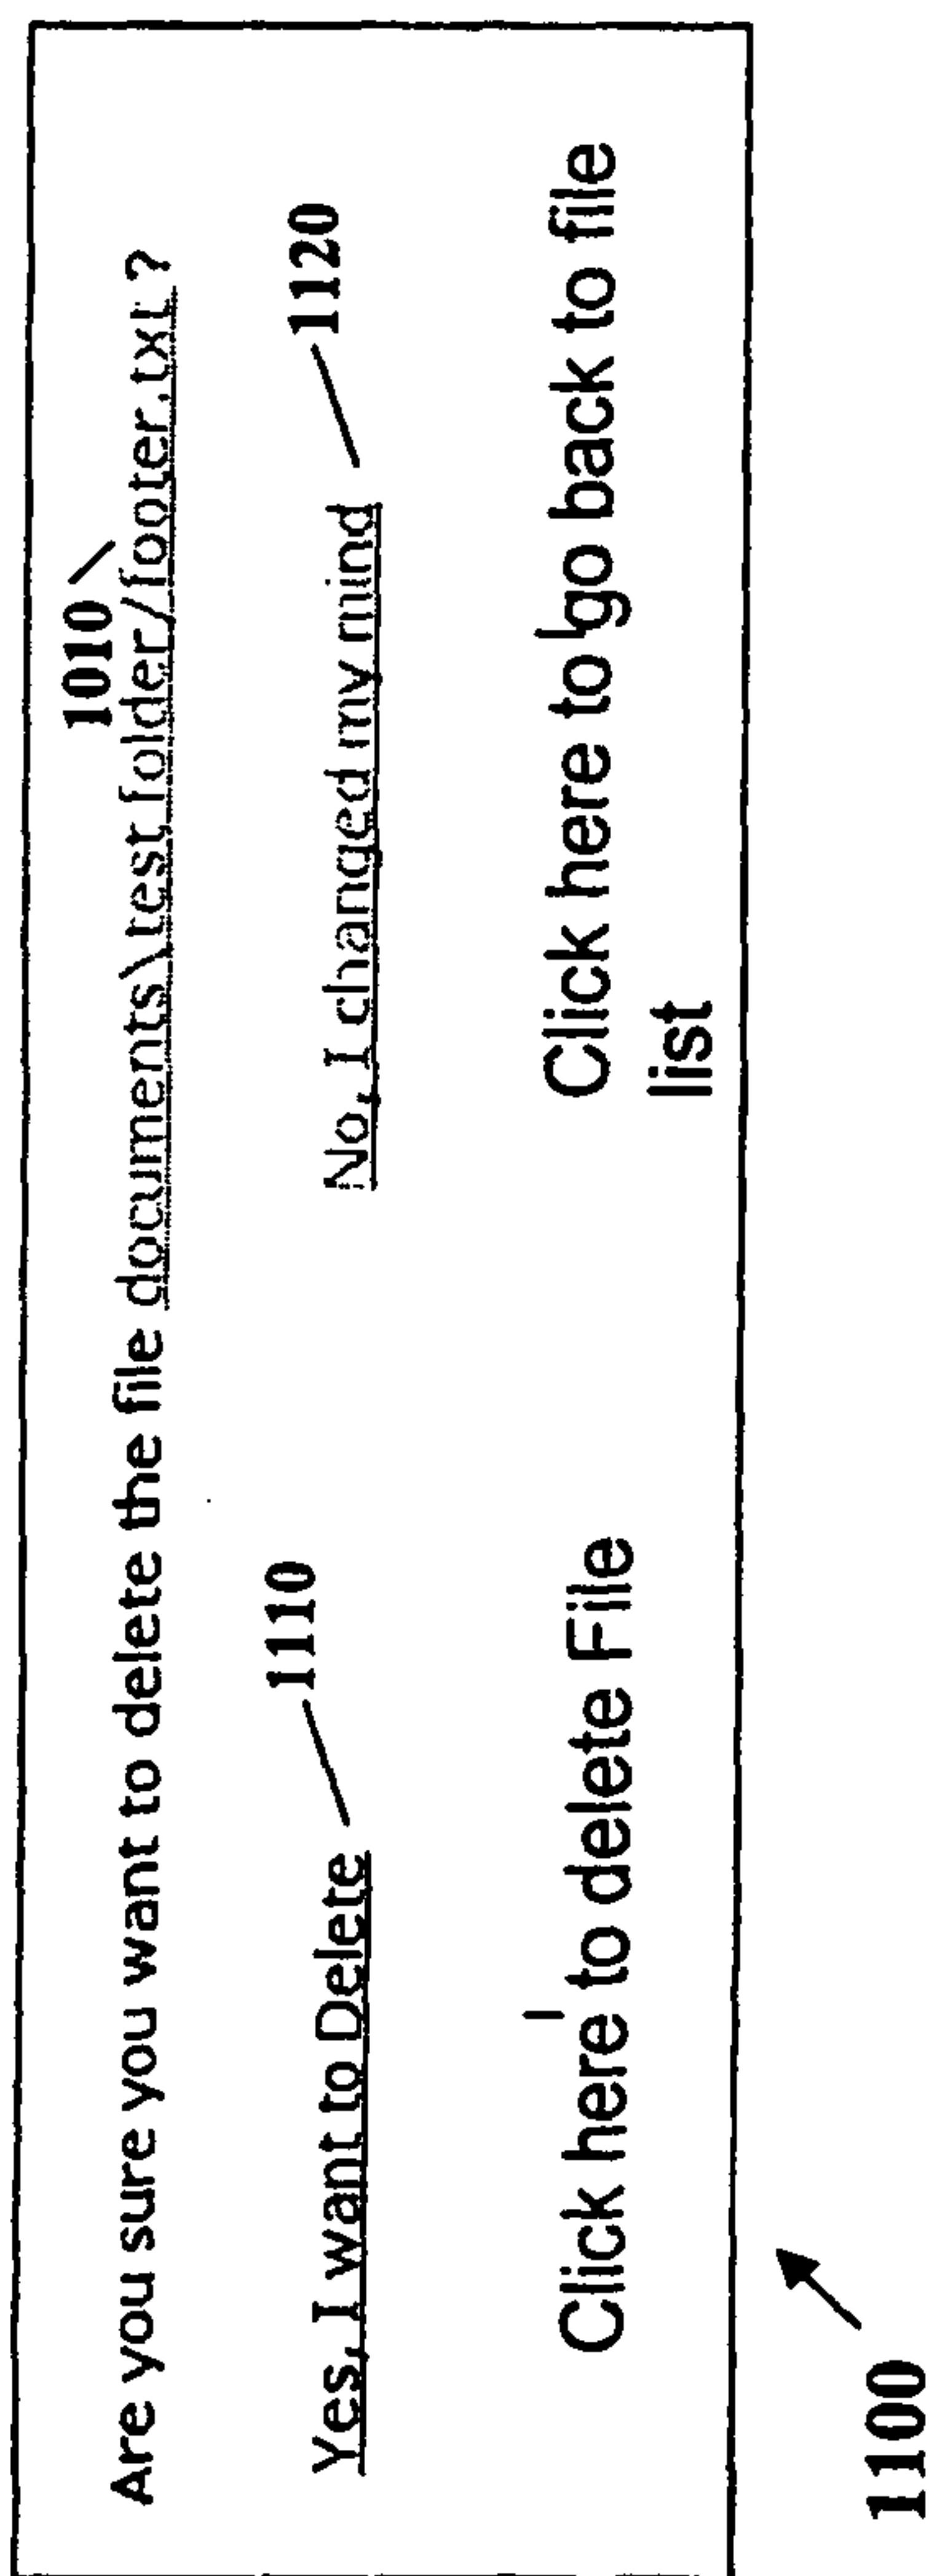 1010
Are you sure you want to delete the file documents\test folder/footer.txt ?
1110
1120
Yes, I want to Delete
No, I changed my mind
Click here to delete File
Click here to go back to file
list
1100